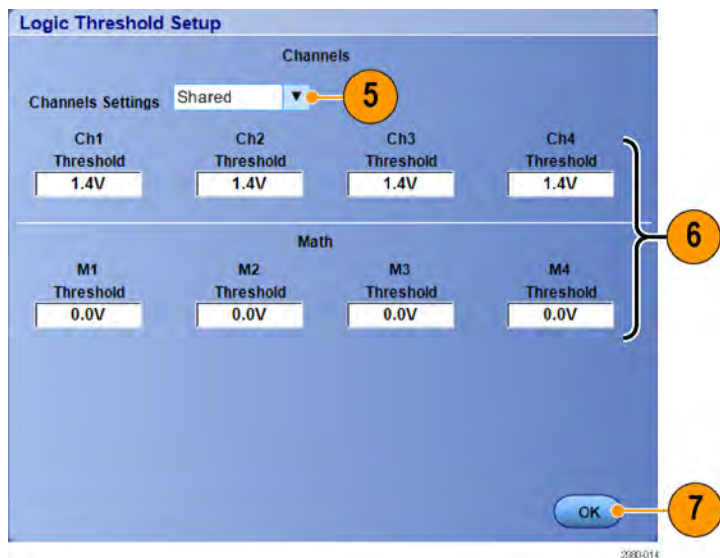 Logic Threshold Setup
Channels
Channels Settings Shared
5
Ch1 Ch2 Ch3 Ch4
Threshold Threshold Threshold Threshold
1.4V 1.4V 1.4V 1.4V
6
Math
M1 M2 M3 M4
Threshold Threshold Threshold Threshold
0.0V 0.0V 0.0V 0.0V
OK
7
2980-014